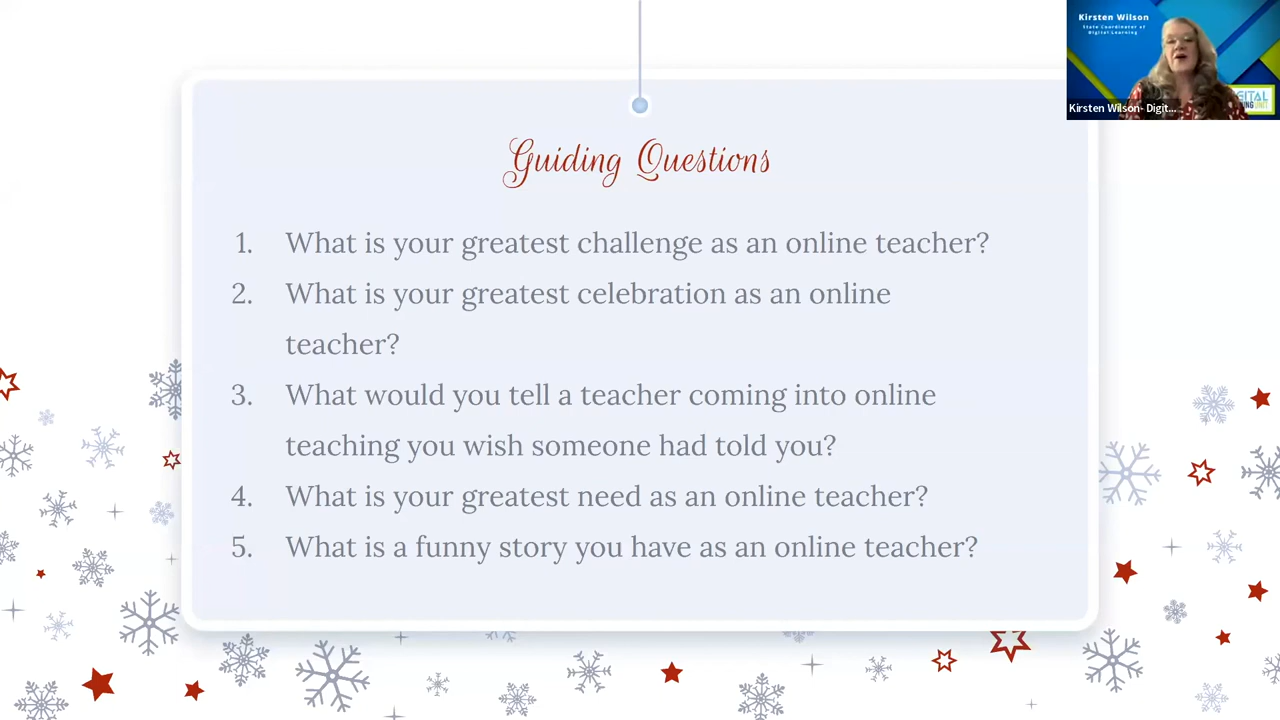 Kirsten Wilson
State Coordinator of
Digital Learning
Kirsten Wilson- Digit...
Guiding Questions
1. What is your greatest challenge as an online teacher?
2. What is your greatest celebration as an online
teacher?
3. What would you tell a teacher coming into online
teaching you wish someone had told you?
4. What is your greatest need as an online teacher?
5. What is a funny story you have as an online teacher?